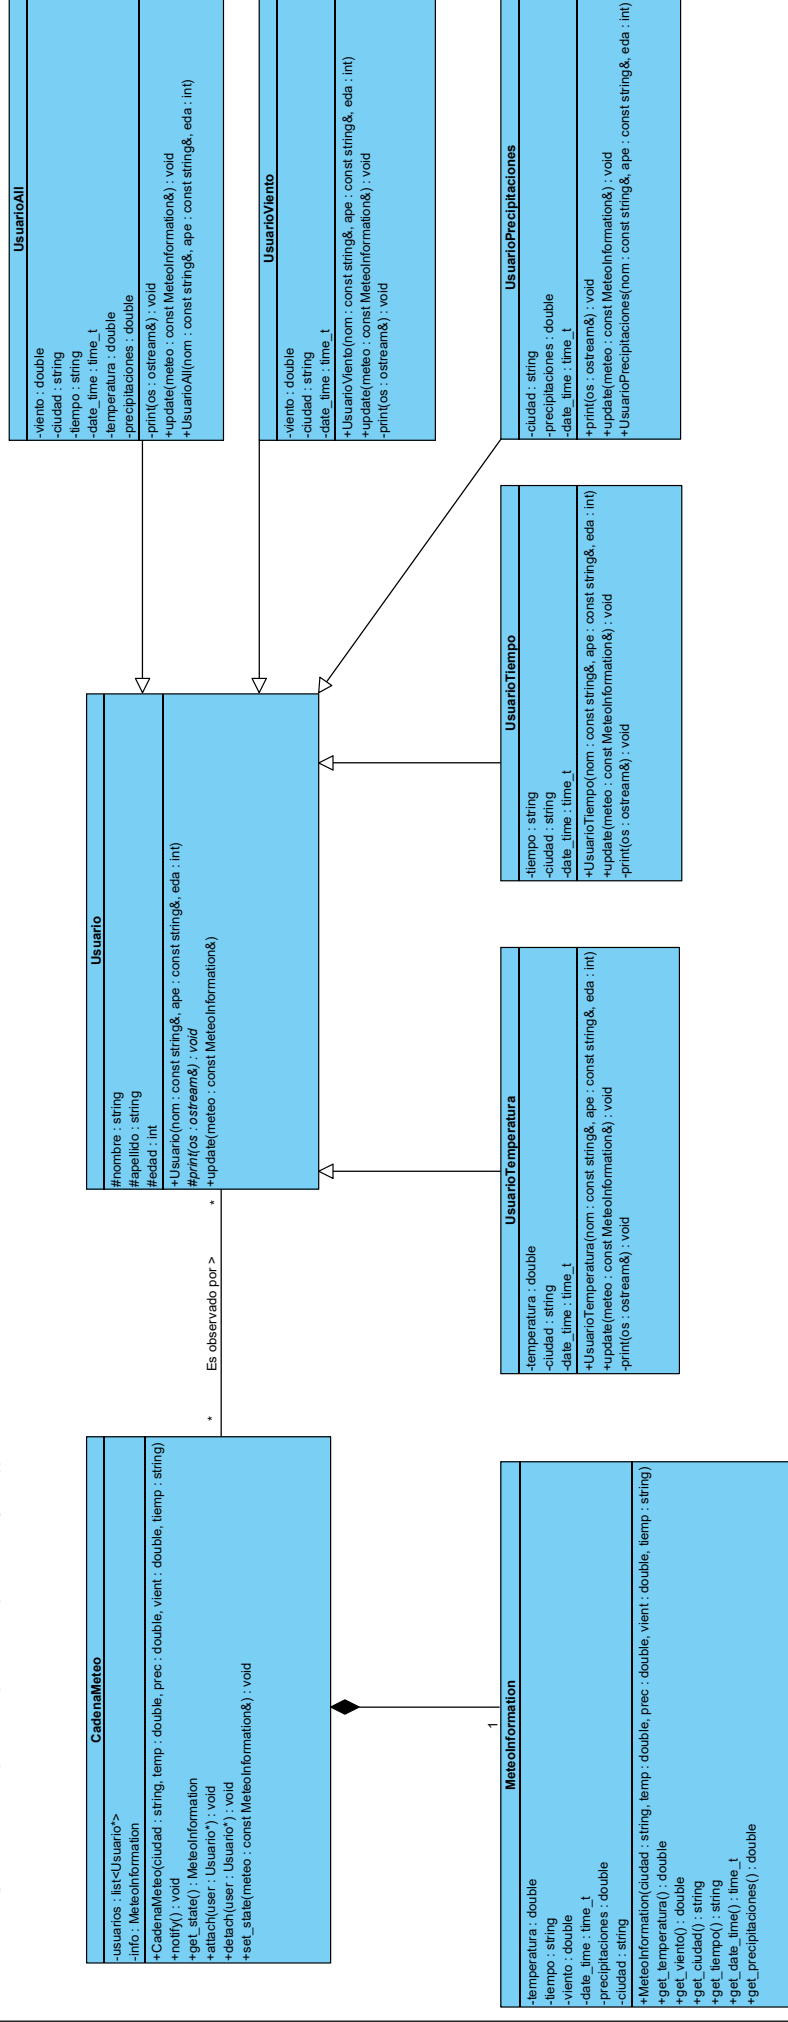 CadenaMeteo
-usuarios : list<Usuario*>
-info : MeteoInformation
+CadenaMeteo(ciudad : string, temp : double, prec : double, vient : double, tiemp : string)
+notify() : void
+get_state() : MeteoInformation
+attach(user : Usuario*) : void
+detach(user : Usuario*) : void
+set_state(meteo : const MeteoInformation&) : void
*
Es observado por >
*
Usuario
#nombre : string
#apellido : string
#edad : int
+Usuario(nom : const string&, ape : const string&, eda : int)
#print(os : ostream&) : void
+update(meteo : const MeteoInformation&)
UsuarioAll
-viento : double
-ciudad : string
-tiempo : string
-date_time : time_t
-temperatura : double
-precipitaciones : double
-print(os : ostream&) : void
+update(meteo : const MeteoInformation&) : void
+UsuarioAll(nom : const string&, ape : const string&, eda : int)
UsuarioViento
-viento : double
-ciudad : string
-date_time : time_t
+UsuarioViento(nom : const string&, ape : const string&, eda : int)
+update(meteo : const MeteoInformation&) : void
-print(os : ostream&) : void
1
MeteoInformation
-temperatura : double
-tiempo : string
-viento : double
-date_time : time_t
-precipitaciones : double
-ciudad : string
+MeteoInformation(ciudad : string, temp : double, prec : double, vient : double, tiemp : string)
+get_temperatura() : double
+get_viento() : double
+get_ciudad() : string
+get_tiempo() : string
+get_date_time() : time_t
+get_precipitaciones() : double
UsuarioTemperatura
-temperatura : double
-ciudad : string
-date_time : time_t
+UsuarioTemperatura(nom : const string&, ape : const string&, eda : int)
+update(meteo : const MeteoInformation&) : void
-print(os : ostream&) : void
UsuarioTiempo
-tiempo : string
-ciudad : string
-date_time : time_t
+UsuarioTiempo(nom : const string&, ape : const string&, eda : int)
+update(meteo : const MeteoInformation&) : void
-print(os : ostream&) : void
UsuarioPrecipitaciones
-ciudad : string
-precipitaciones : double
-date_time : time_t
+print(os : ostream&) : void
+update(meteo : const MeteoInformation&) : void
+UsuarioPrecipitaciones(nom : const string&, ape : const string&, eda : int)